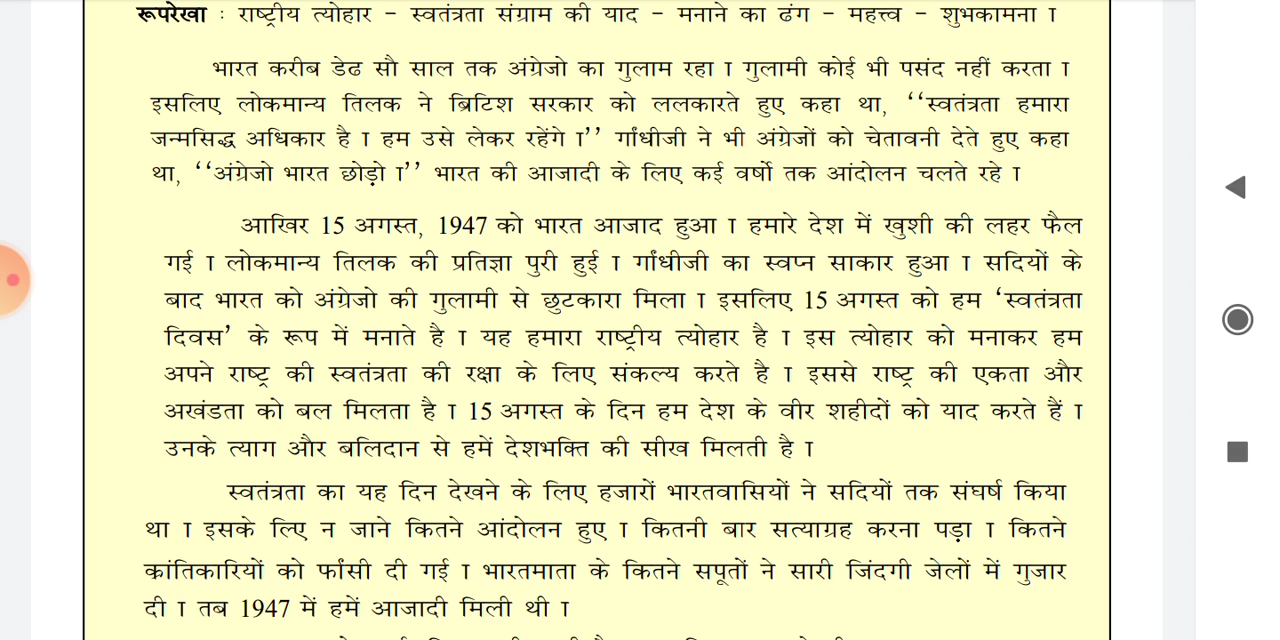 रूपरेखा : राष्ट्रीय त्योहार – स्वतंत्रता संग्राम की याद – मनाने का ढंग – महत्त्व – शुभकामना ।
भारत करीब डेढ सौ साल तक अंग्रेजो का गुलाम रहा । गुलामी कोई भी पसंद नहीं करता ।
इसलिए लोकमान्य तिलक ने ब्रिटिश सरकार को ललकारते हुए कहा था, ‘‘स्वतंत्रता हमारा
जन्मसिद्ध अधिकार है । हम उसे लेकर रहेंगे ।’’ गांधीजी ने भी अंग्रेजों को चेतावनी देते हुए कहा
था, ‘‘अंग्रेजो भारत छोड़ो ।’’ भारत की आजादी के लिए कई वर्षो तक आंदोलन चलते रहे ।
आखिर 15 अगस्त, 1947 को भारत आजाद हुआ । हमारे देश में खुशी की लहर फैल
गई । लोकमान्य तिलक की प्रतिज्ञा पुरी हुई । गांधीजी का स्वप्न साकार हुआ । सदियों के
बाद भारत को अंग्रेजो की गुलामी से छुटकारा मिला । इसलिए 15 अगस्त को हम ‘स्वतंत्रता
दिवस’ के रूप में मनाते है । यह हमारा राष्ट्रीय त्योहार है । इस त्योहार को मनाकर हम
अपने राष्ट्र की स्वतंत्रता की रक्षा के लिए संकल्य करते है । इससे राष्ट्र की एकता और
अखंडता को बल मिलता है । 15 अगस्त के दिन हम देश के वीर शहीदों को याद करते हैं ।
उनके त्याग और बलिदान से हमें देशभक्ति की सीख मिलती है ।
स्वतंत्रता का यह दिन देखने के लिए हजारों भारतवासियों ने सदियों तक संघर्ष किया
था । इसके लिए न जाने कितने आंदोलन हुए । कितनी बार सत्याग्रह करना पड़ा । कितने
क्रांतिकारियों को फांसी दी गई । भारतमाता के कितने सपूतों ने सारी जिंदगी जेलों में गुजार
दी । तब 1947 में हमें आजादी मिली थी ।